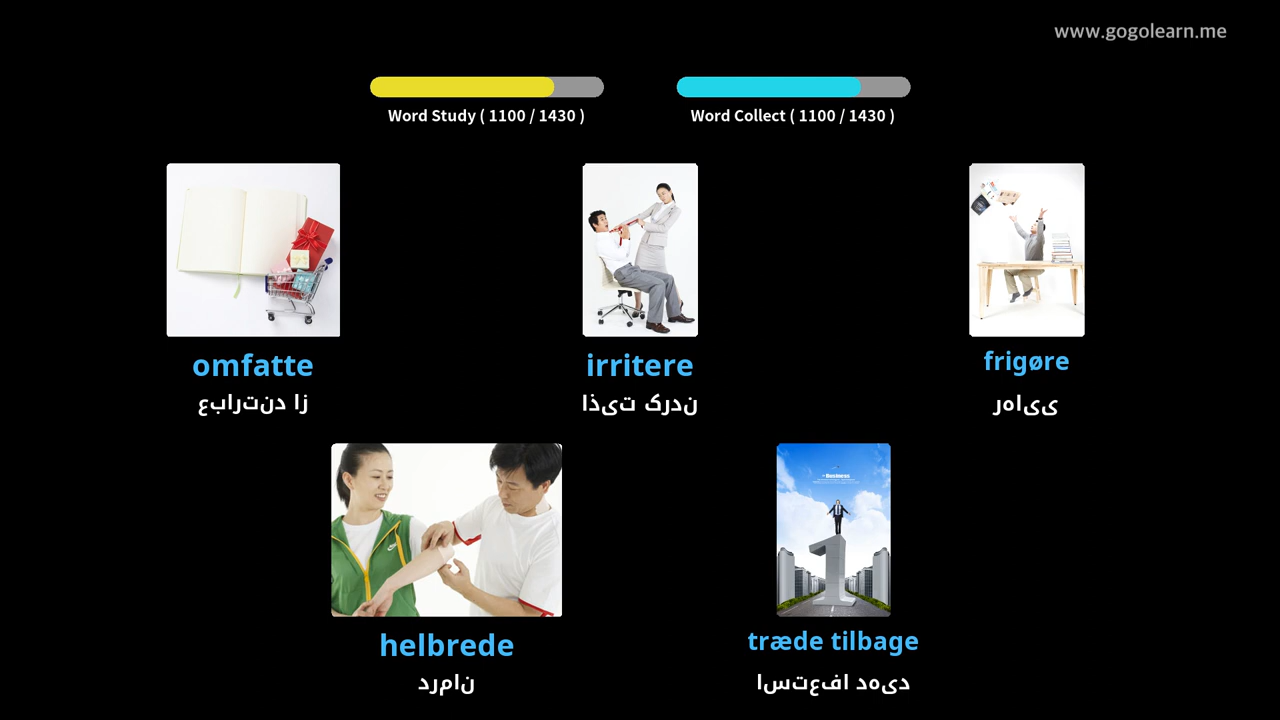 www.gogolearn.me
Word Study ( 1100 / 1430 )
Word Collect ( 1100 / 1430 )
omfatte
عبارتند از
irritere
اذیت کردن
frigøre
رهایی
Business
helbrede
درمان
træde tilbage
استعفا دهید